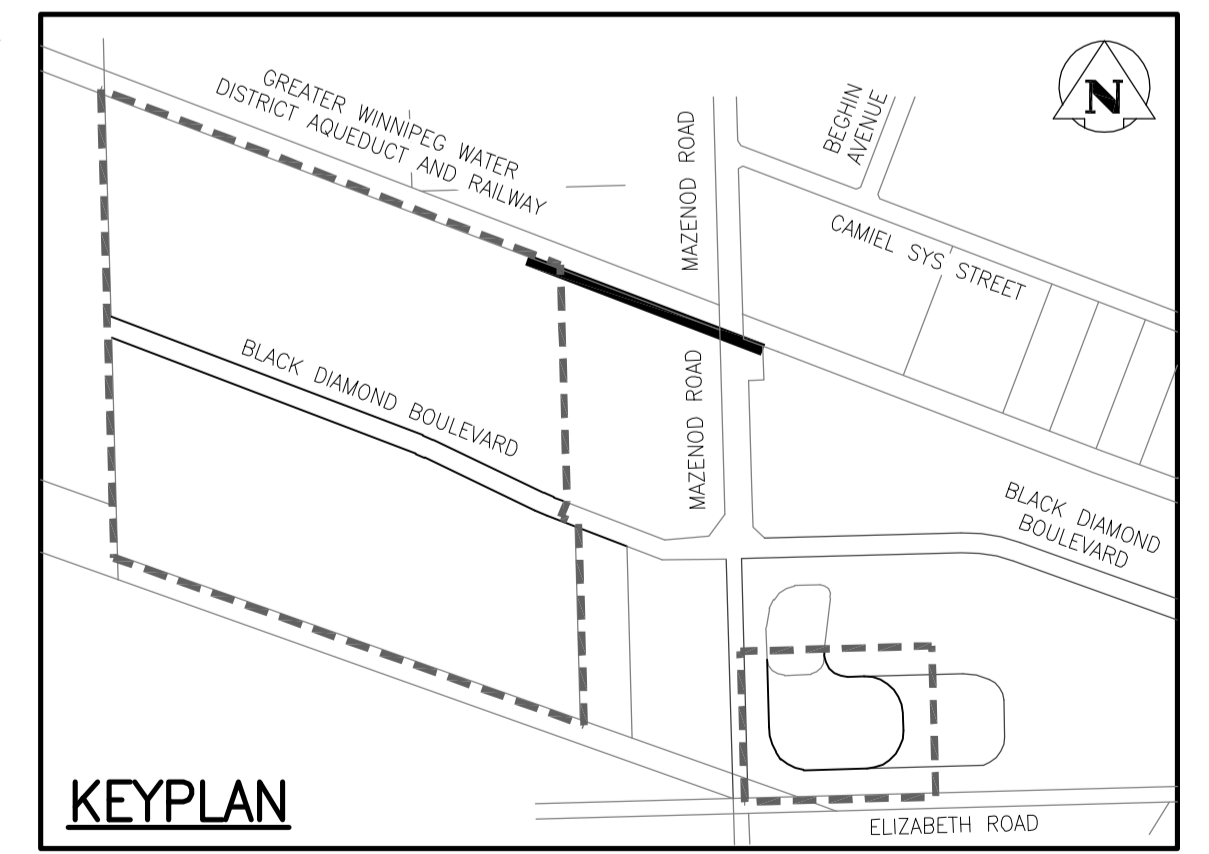 GREATER WINNIPEG WATER
DISTRICT AQUEDUCT AND RAILWAY
MAZENOD ROAD
BEGHIN
AVENUE
N
CAMIEL SYS STREET
BLACK DIAMOND BOULEVARD
MAZENOD ROAD
BLACK DIAMOND
BOULEVARD
KEYPLAN
ELIZABETH ROAD